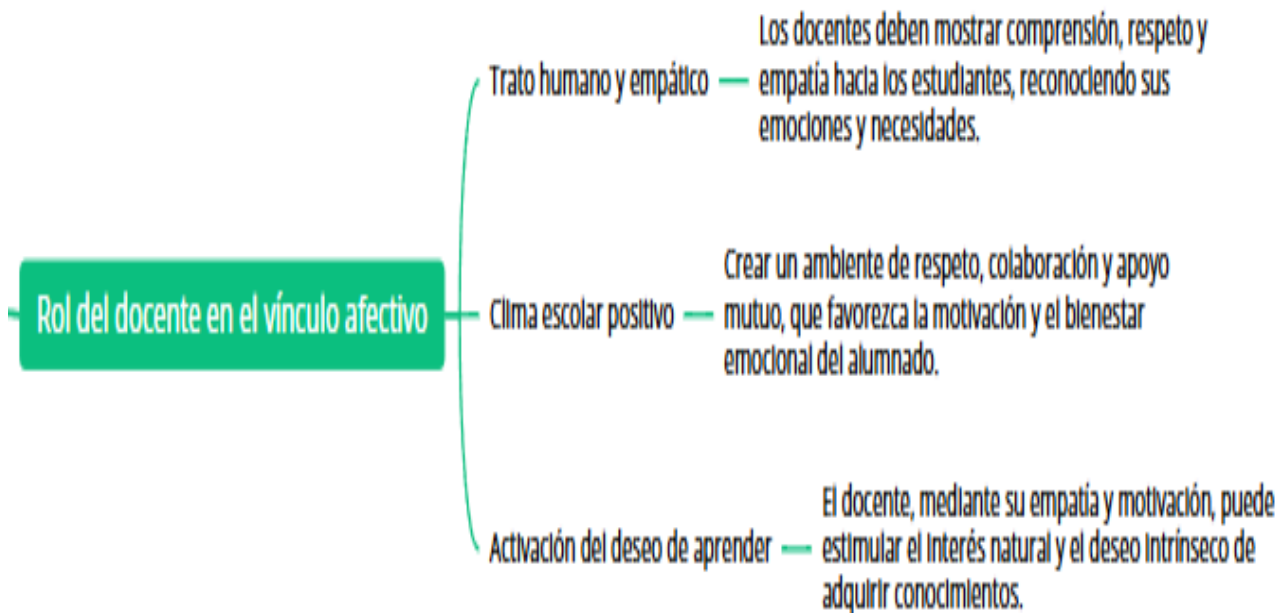 Rol del docente en el vínculo afectivo
Trato humano y empático
Los docentes deben mostrar comprensión, respeto y
empatía hacia los estudiantes, reconociendo sus
emociones y necesidades.
Clima escolar positivo
Crear un ambiente de respeto, colaboración y apoyo
mutuo, que favorezca la motivación y el bienestar
emocional del alumnado.
Activación del deseo de aprender
El docente, mediante su empatía y motivación, puede
estimular el interés natural y el deseo intrínseco de
adquirir conocimientos.